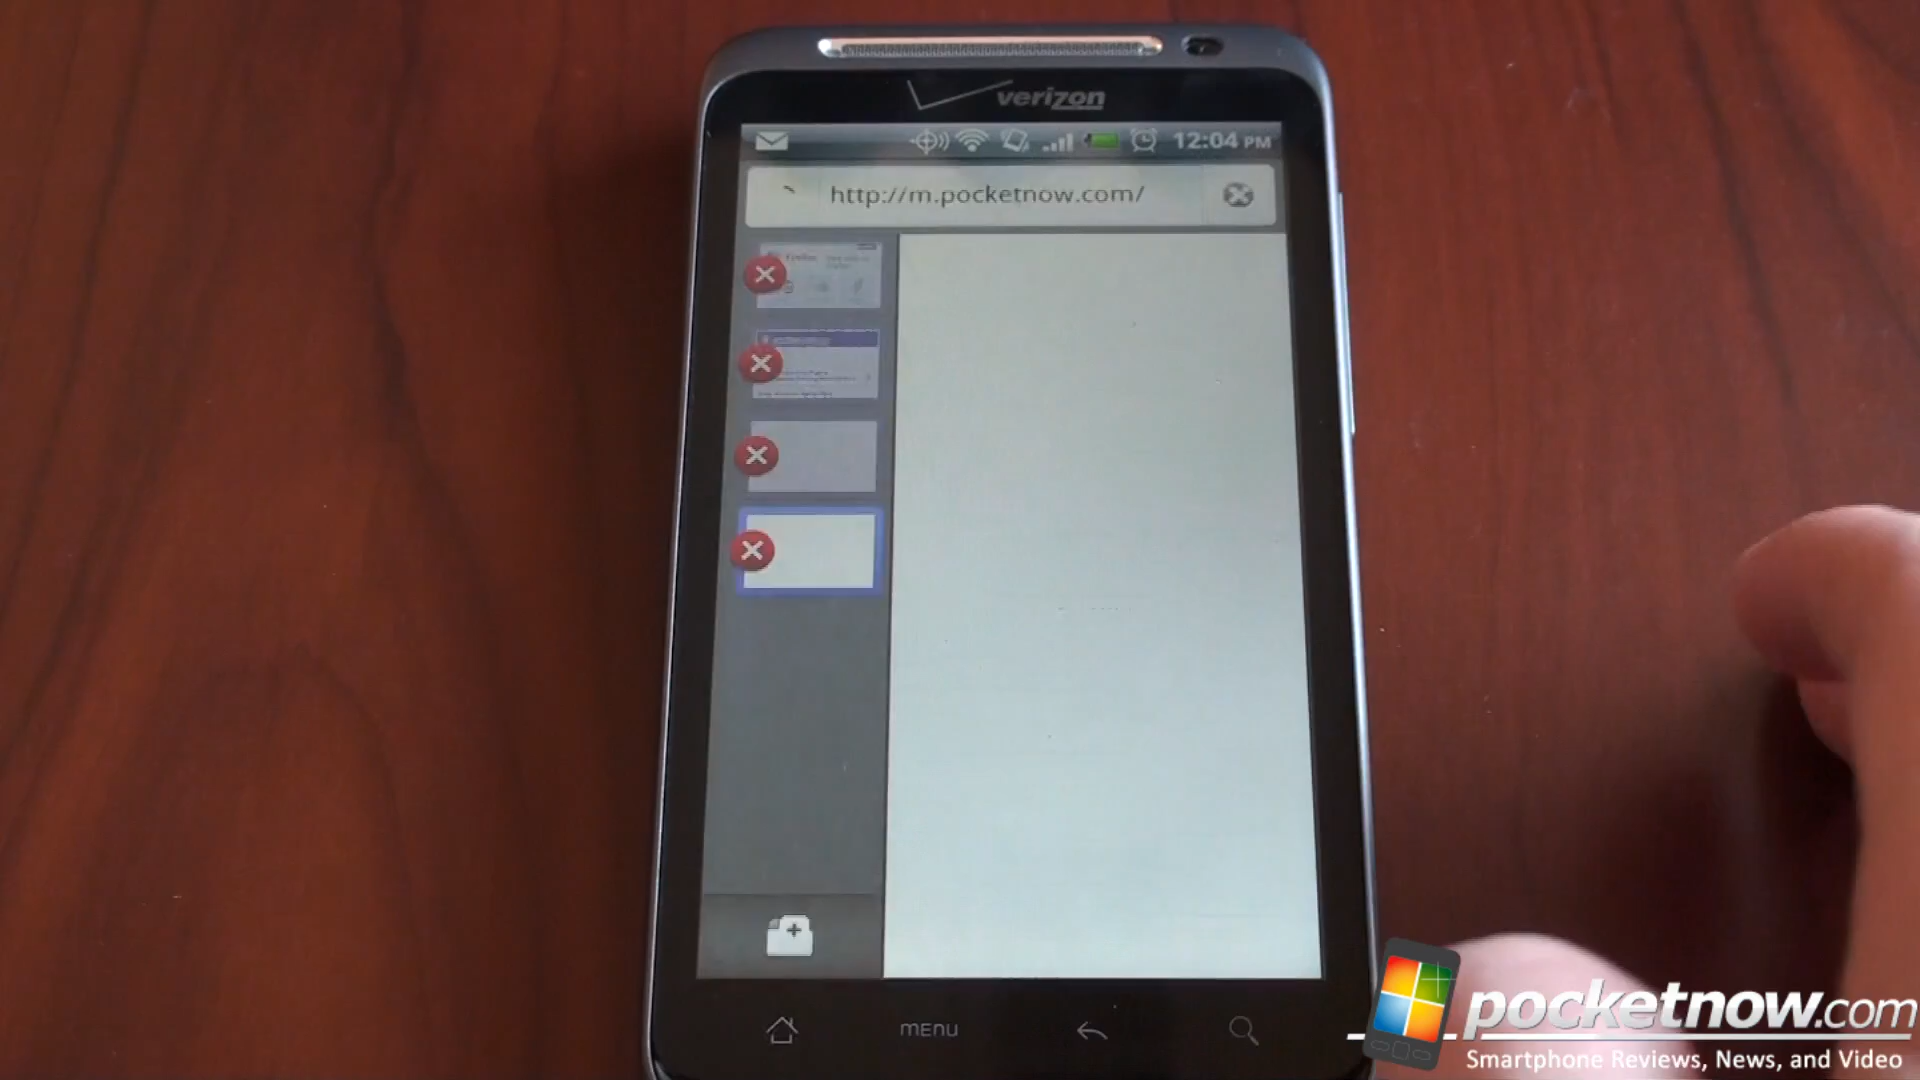 verizon
12:04 PM
http://m.pocketnow.com/
MENU
pocketnow.com
Smartphone Reviews, News, and Video